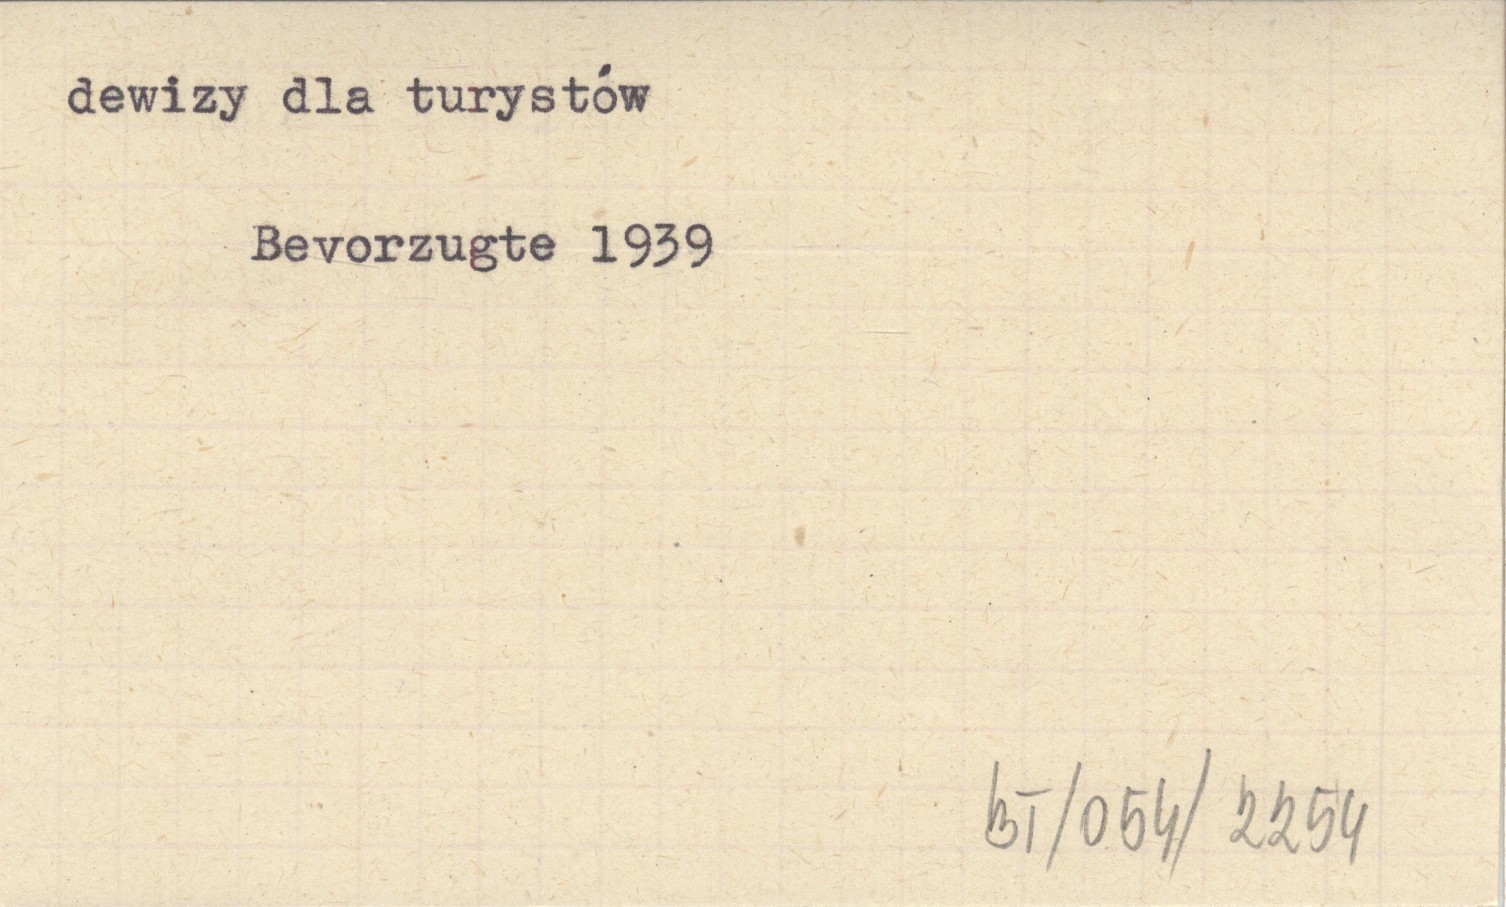 dewizy dla turystów
Bevorzugte 1939
BT/054/2254